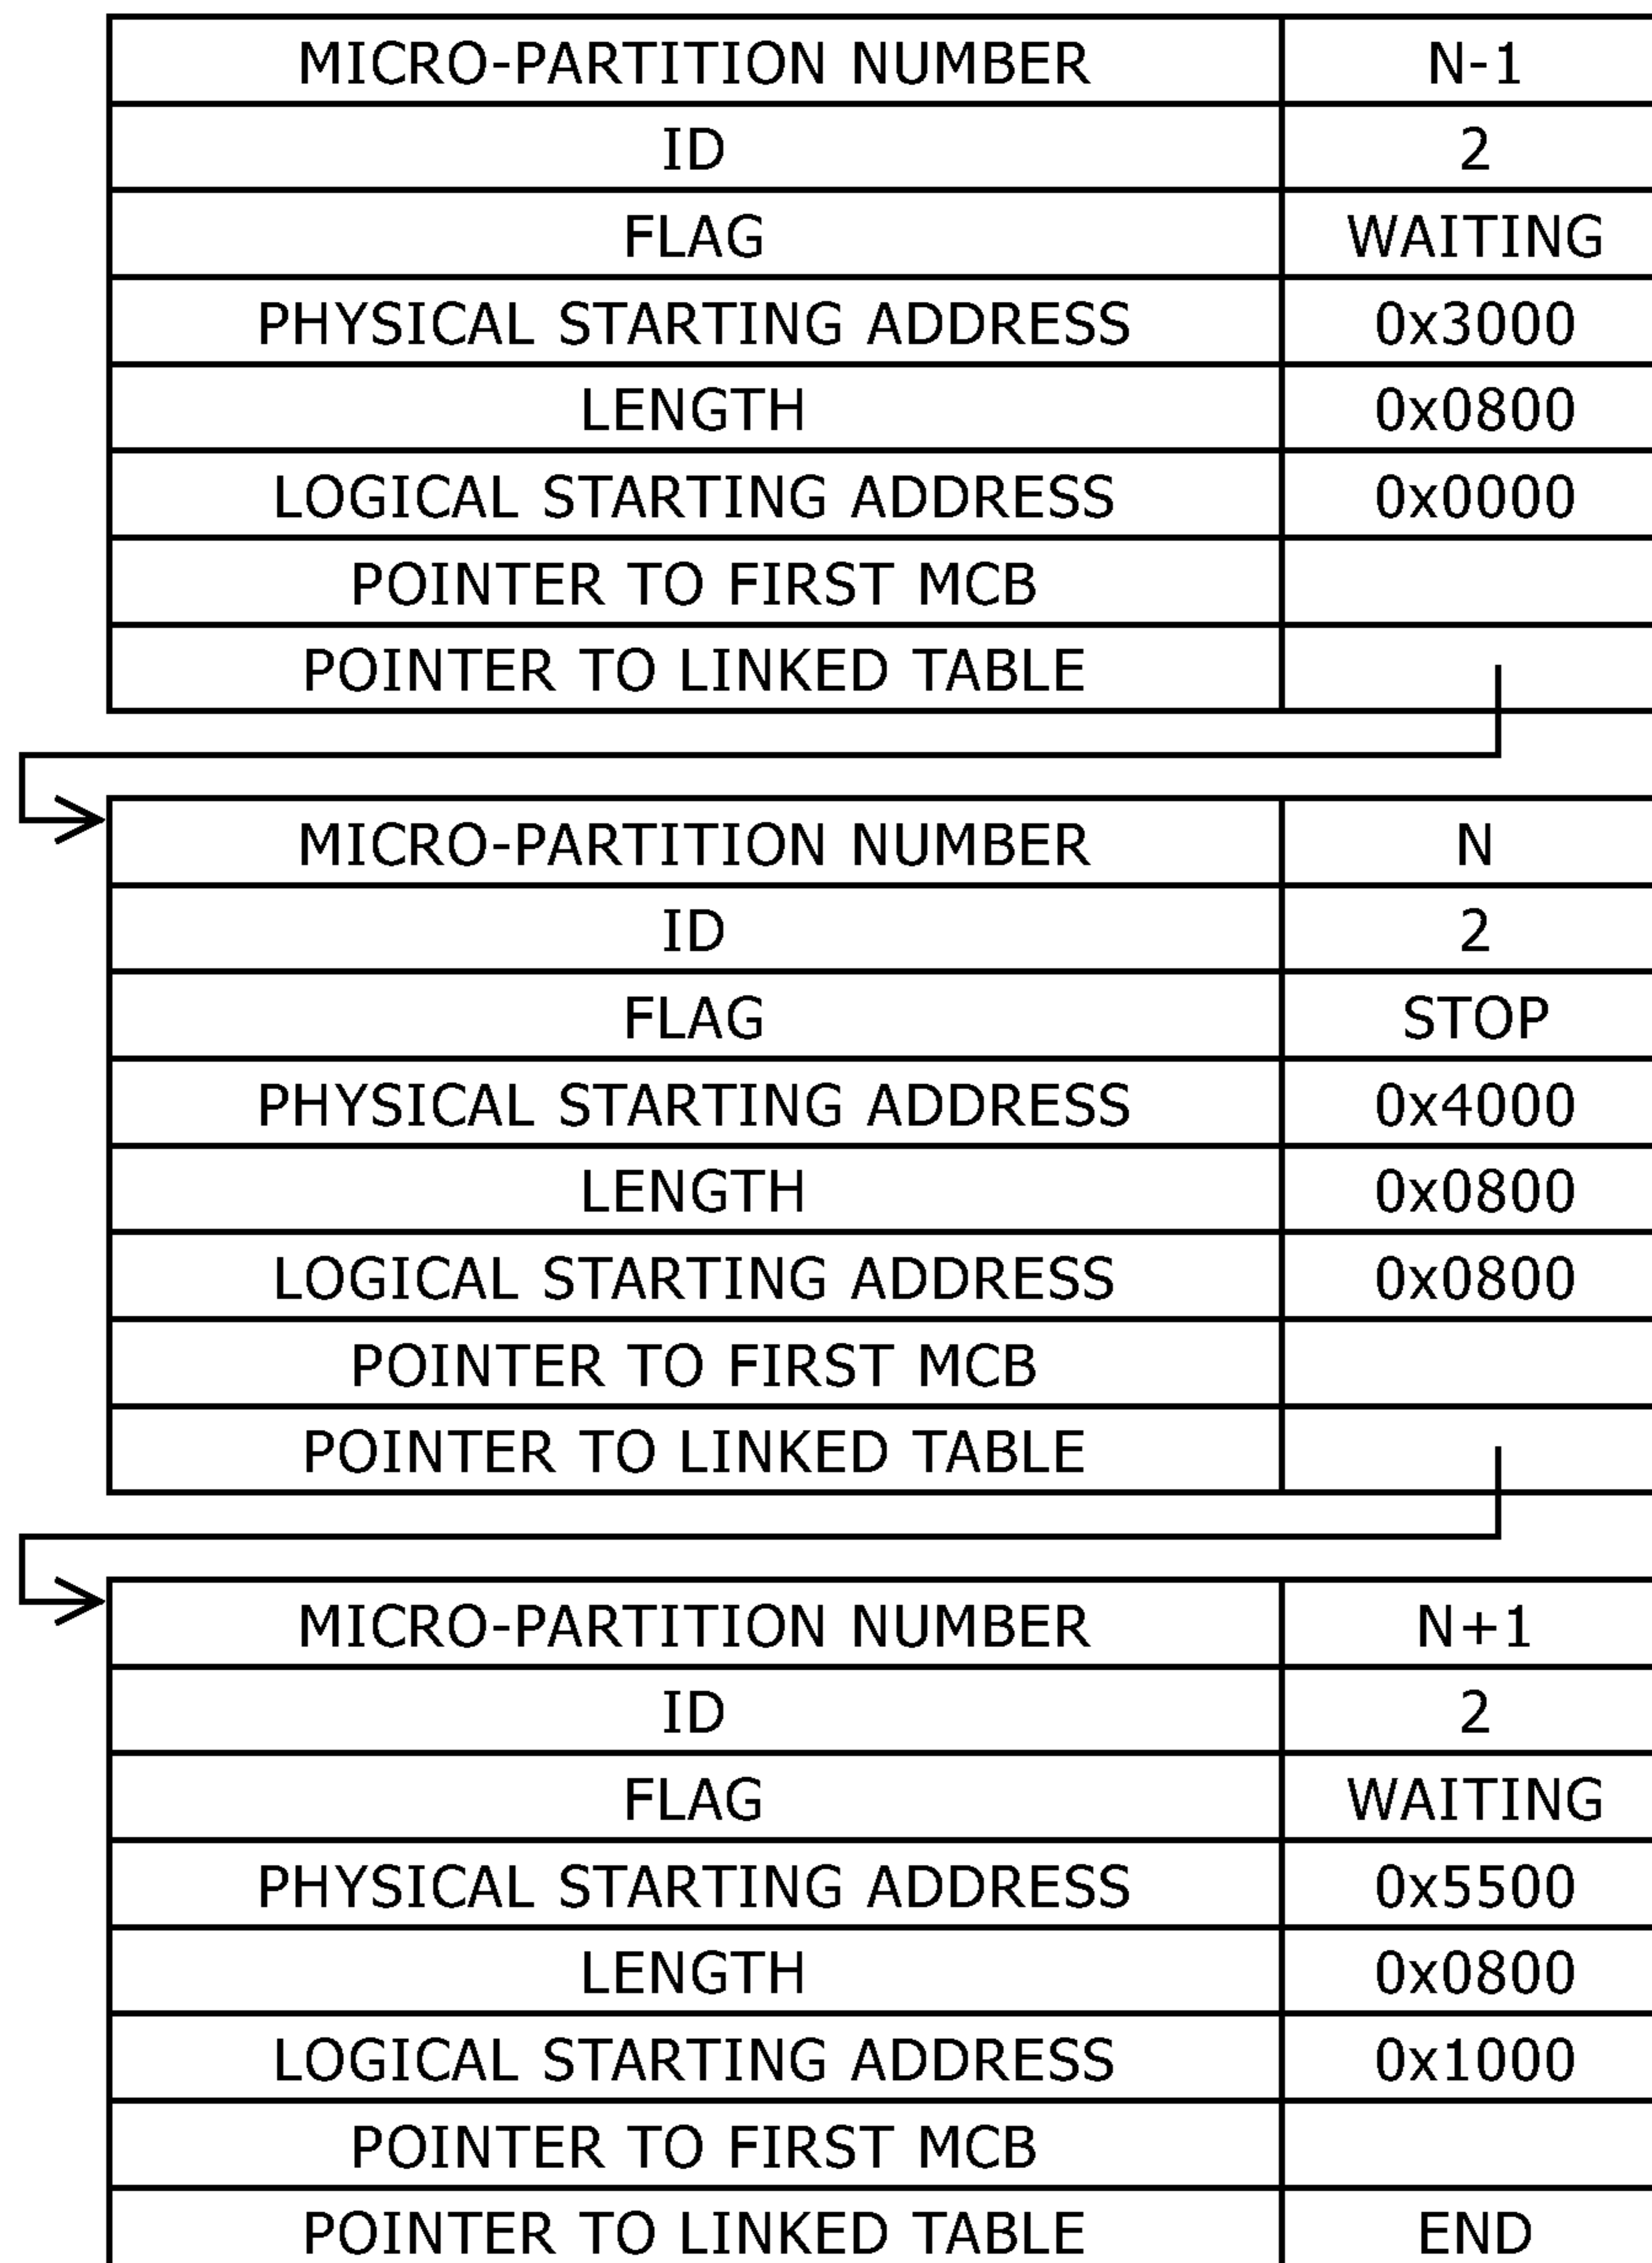 MICRO-PARTITION NUMBER N-1
ID 2
FLAG WAITING
PHYSICAL STARTING ADDRESS 0x3000
LENGTH 0x0800
LOGICAL STARTING ADDRESS 0x0000
POINTER TO FIRST MCB
POINTER TO LINKED TABLE
MICRO-PARTITION NUMBER N
ID 2
FLAG STOP
PHYSICAL STARTING ADDRESS 0x4000
LENGTH 0x0800
LOGICAL STARTING ADDRESS 0x0800
POINTER TO FIRST MCB
POINTER TO LINKED TABLE
MICRO-PARTITION NUMBER N+1
ID 2
FLAG WAITING
PHYSICAL STARTING ADDRESS 0x5500
LENGTH 0x0800
LOGICAL STARTING ADDRESS 0x1000
POINTER TO FIRST MCB
POINTER TO LINKED TABLE END